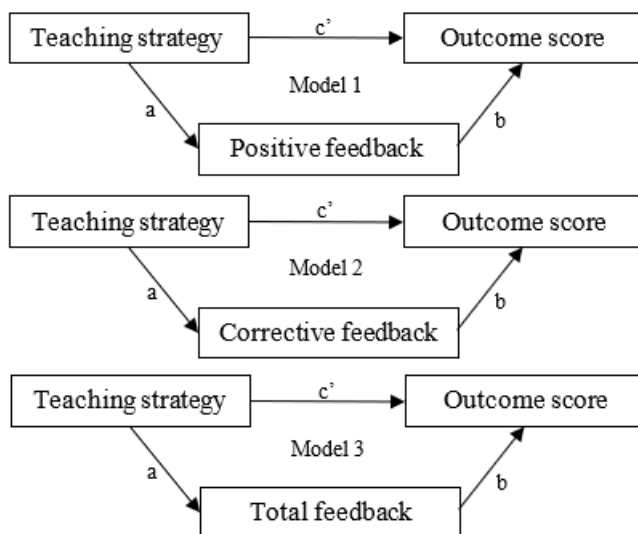 Teaching strategy
c’
Outcome score
Model 1
a
b
Positive feedback
Teaching strategy
c’
Outcome score
Model 2
a
b
Corrective feedback
Teaching strategy
c’
Outcome score
Model 3
a
b
Total feedback